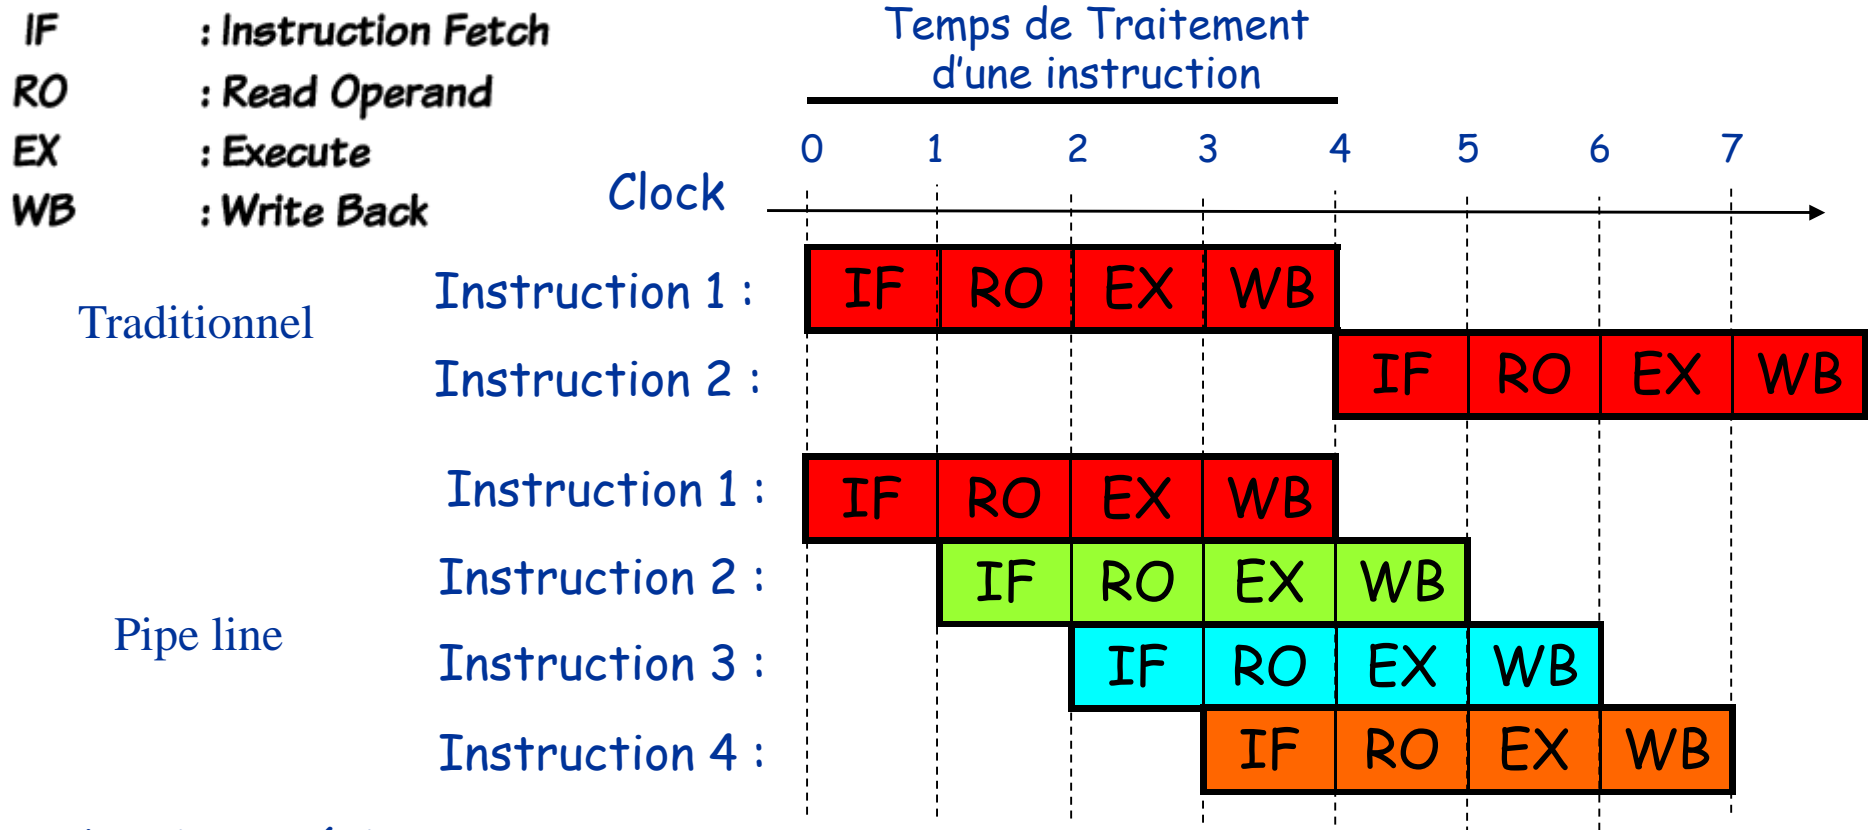 IF : Instruction Fetch
RO : Read Operand
EX : Execute
WB : Write Back
Temps de Traitement
d'une instruction
0 1 2 3 4 5 6 7
Clock
Traditionnel
Instruction 1 : IF RO EX WB
Instruction 2 : IF RO EX WB
Pipe line
Instruction 1 : IF RO EX WB
Instruction 2 : IF RO EX WB
Instruction 3 : IF RO EX WB
Instruction 4 : IF RO EX WB